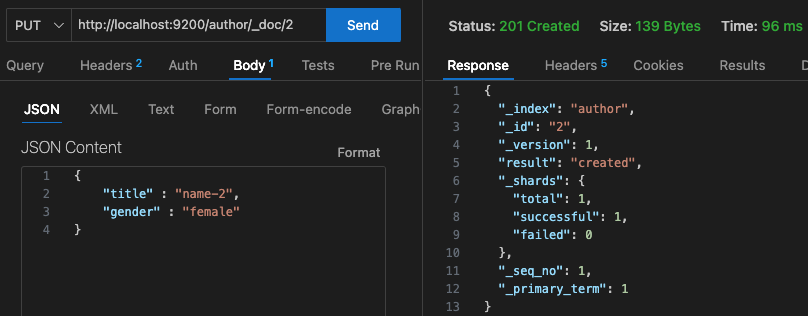 PUT http://localhost:9200/author/_doc/2 Send
Query Headers 2 Auth Body 1 Tests Pre Run
JSON XML Text Form Form-encode Graph
JSON Content Format
1 {
2 "title" : "name-2",
3 "gender" : "female"
4 }
Status: 201 Created Size: 139 Bytes Time: 96 ms
Response Headers 5 Cookies Results D
1 {
2 "_index": "author",
3 "_id": "2",
4 "_version": 1,
5 "result": "created",
6 "_shards": {
7 "total": 1,
8 "successful": 1,
9 "failed": 0
10 },
11 "_seq_no": 1,
12 "_primary_term": 1
13 }